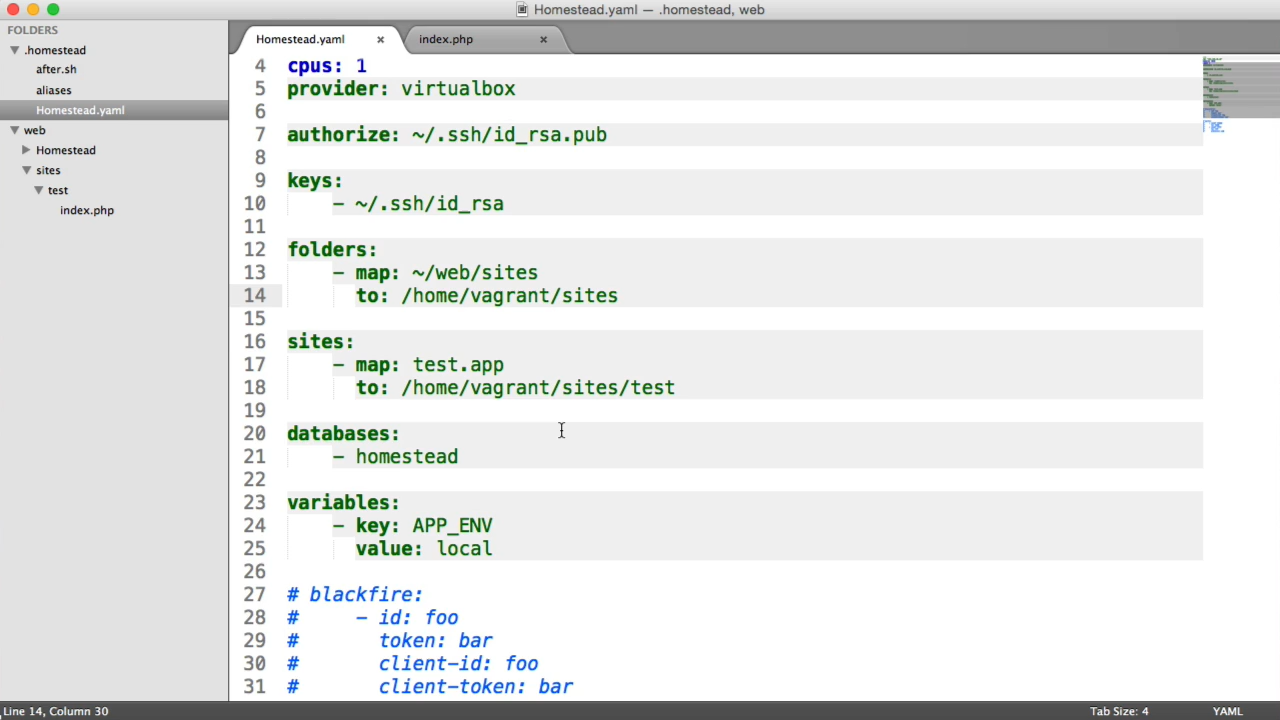 Homestead.yaml — .homestead, web
FOLDERS
.homestead
after.sh
aliases
Homestead.yaml
web
Homestead
sites
test
index.php
Homestead.yaml × index.php ×
4 cpus: 1
5 provider: virtualbox
6
7 authorize: ~/.ssh/id_rsa.pub
8
9 keys:
10 - ~/.ssh/id_rsa
11
12 folders:
13 - map: ~/web/sites
14 to: /home/vagrant/sites
15
16 sites:
17 - map: test.app
18 to: /home/vagrant/sites/test
19
20 databases:
21 - homestead
22
23 variables:
24 - key: APP_ENV
25 value: local
26
27 # blackfire:
28 # - id: foo
29 # token: bar
30 # client-id: foo
31 # client-token: bar
Line 14, Column 30 Tab Size: 4 YAML